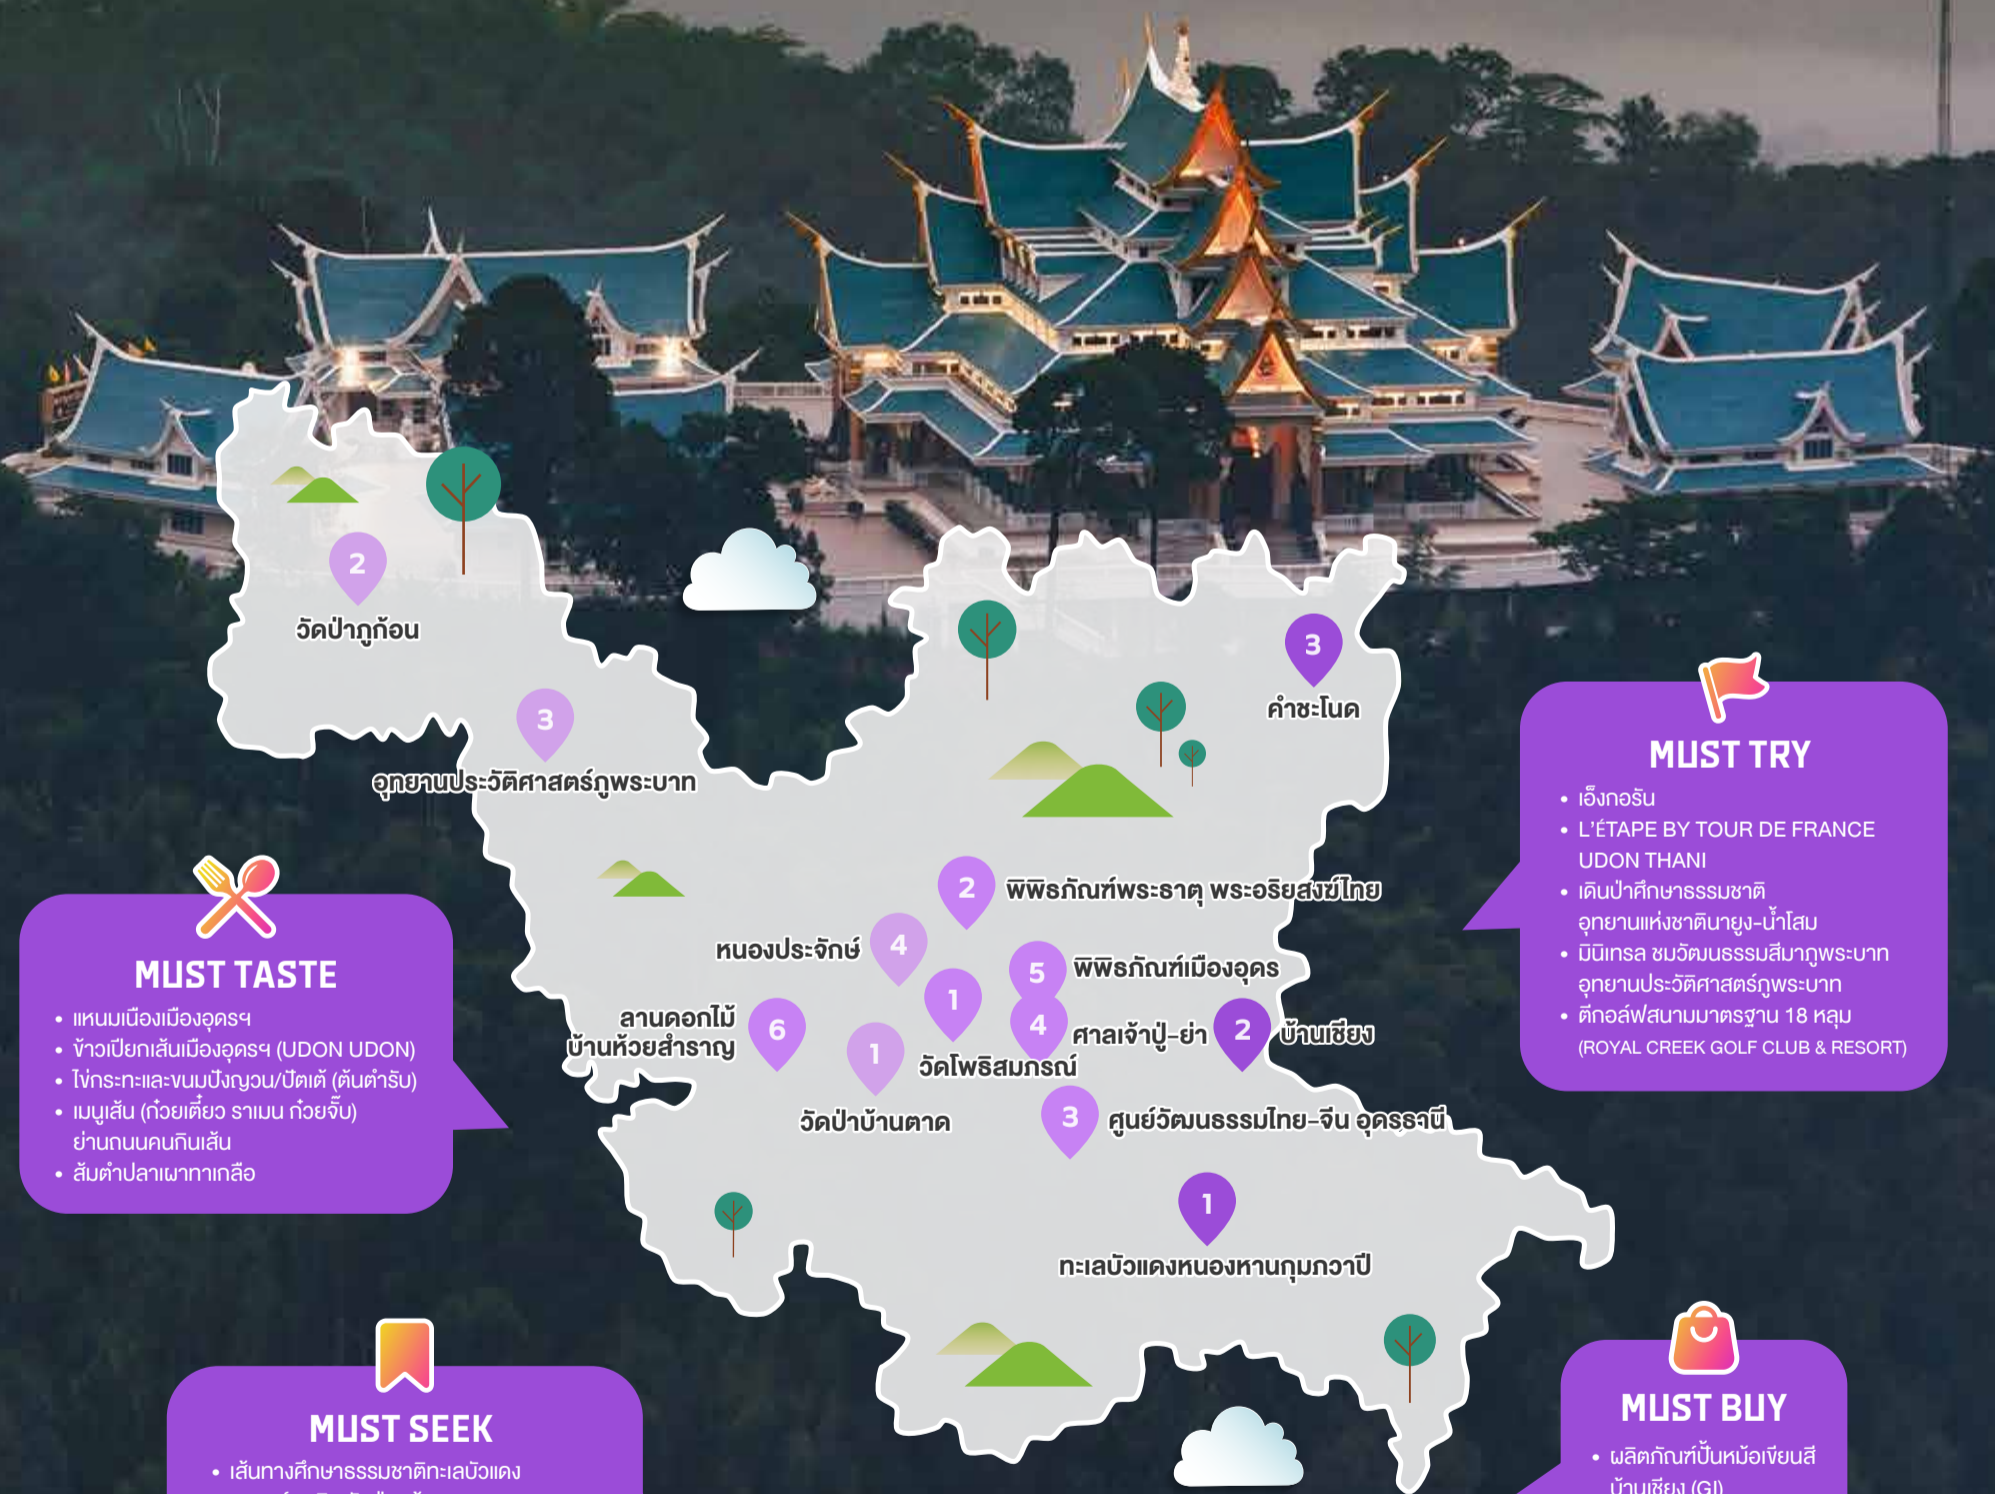 2
วัดป่าภูก้อน
3
คำชะโนด
3
อุทยานประวัติศาสตร์ภูพระบาท
MUST TRY
• เอ็งกอรัน
• L'ÉTAPE BY TOUR DE FRANCE
UDON THANI
• เดินป่าศึกษาธรรมชาติ
อุทยานแห่งชาตินายูง-น้ำโสม
• มินิเทรล ชมวัฒนธรรมสีมาภูพระบาท
อุทยานประวัติศาสตร์ภูพระบาท
• ตีกอล์ฟสนามมาตรฐาน 18 หลุม
(ROYAL CREEK GOLF CLUB & RESORT)
2
พิพิธภัณฑ์พระธาตุ พระอริยสงฆ์ไทย
หนองประจักษ์
4
5
พิพิธภัณฑ์เมืองอุดร
1
วัดโพธิสมภรณ์
4
ศาลเจ้าปู่-ย่า
2
บ้านเชียง
ลานดอกไม้
บ้านห้วยสำราญ
6
1
วัดป่าบ้านตาด
3
ศูนย์วัฒนธรรมไทย-จีน อุดรธานี
1
ทะเลบัวแดงหนองหานกุมภวาปี
MUST TASTE
• แหนมเนืองเมืองอุดรฯ
• ข้าวเปียกเส้นเมืองอุดรฯ (UDON UDON)
• ไข่กระทะและขนมปังญวน/ปัตเต้ (ต้นตำรับ)
• เมนูเส้น (ก๋วยเตี๋ยว ราเมน ก๋วยจั๊บ)
ย่านถนนคนกินเส้น
• ส้มตำปลาเผาทาเกลือ
MUST SEEK
• เส้นทางศึกษาธรรมชาติทะเลบัวแดง
MUST BUY
• ผลิตภัณฑ์ปั้นหม้อเขียนสี
บ้านเชียง (GI)